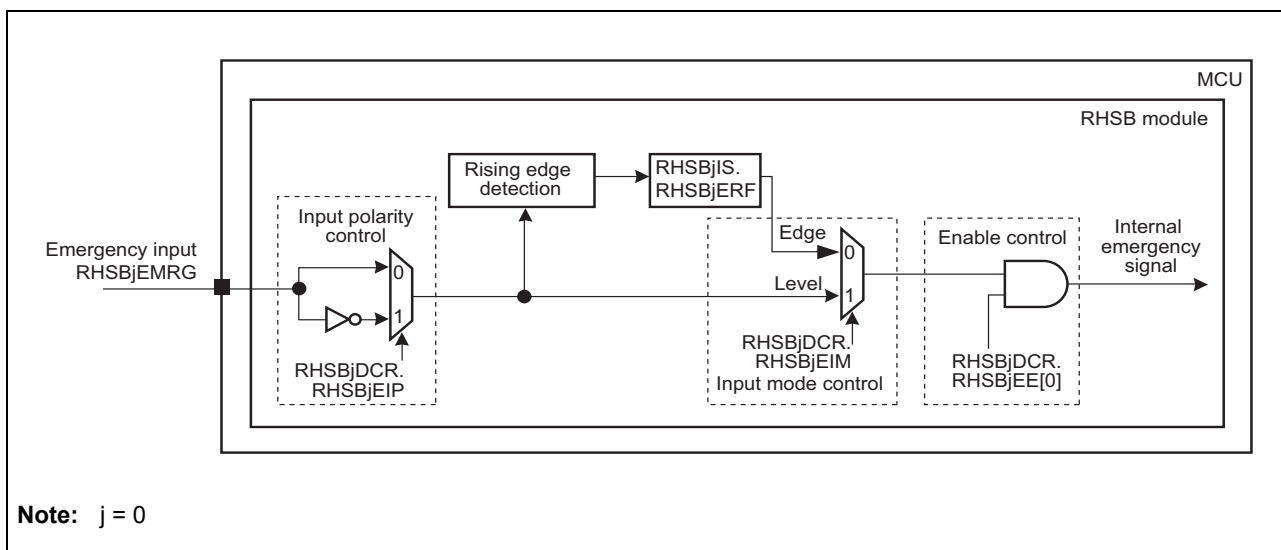 MCU
RHSB module
Rising edge
detection
RHSBjIS.
RHSBjERF
Input polarity
control
Emergency input
RHSBjEMRG
0
1
RHSBjDCR.
RHSBjEIP
Edge
Level
0
1
RHSBjDCR.
RHSBjEIM
Input mode control
Enable control
RHSBjDCR.
RHSBjEE[0]
Internal
emergency
signal
Note: j = 0